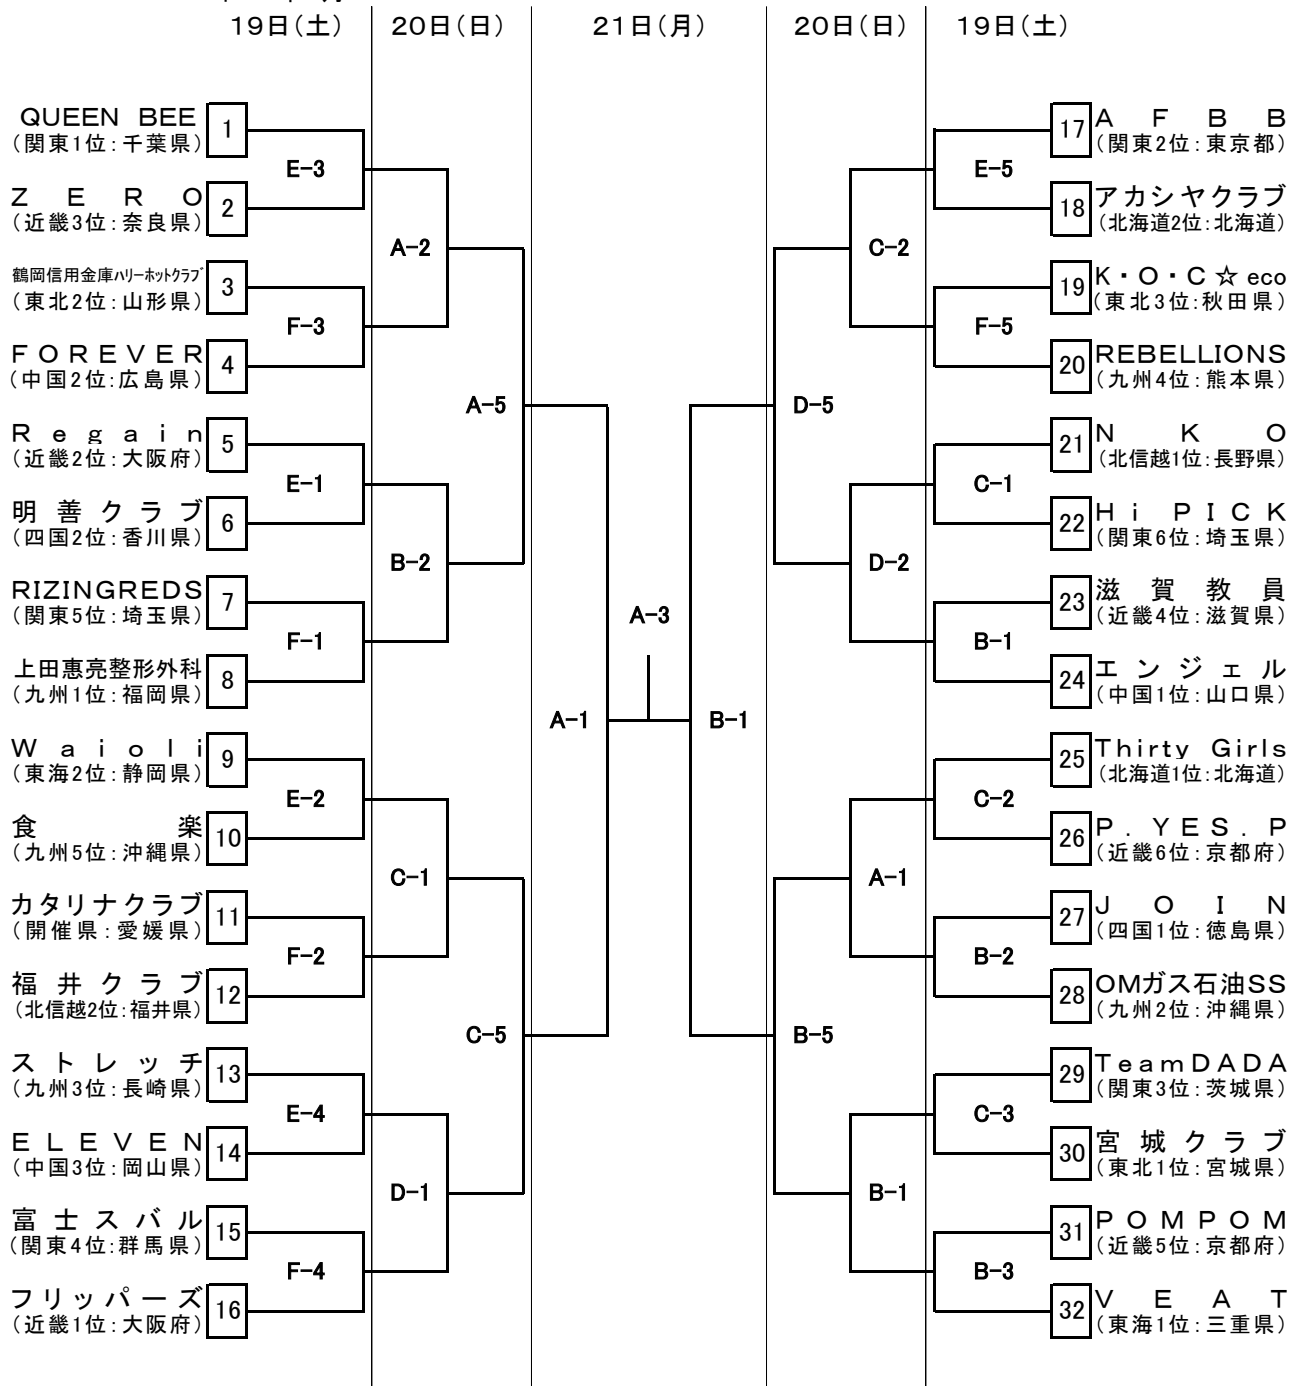 19日(土) 20日(日) 21日(月) 20日(日) 19日(土)
QUEEN BEE 1
(関東1位:千葉県)
E-3
ZERO 2
(近畿3位:奈良県)
A-2
鶴岡信用金庫ハリーホットクラブ 3
(東北2位:山形県)
F-3
FOREVER 4
(中国2位:広島県)
A-5
Regain 5
(近畿2位:大阪府)
E-1
明善クラブ 6
(四国2位:香川県)
B-2
RIZINGREDS 7
(関東5位:埼玉県)
F-1
上田惠亮整形外科 8
(九州1位:福岡県)
A-1
Waioli 9
(東海2位:静岡県)
E-2
食楽 10
(九州5位:沖縄県)
C-1
カタリナクラブ 11
(開催県:愛媛県)
F-2
福井クラブ 12
(北信越2位:福井県)
C-5
ストレッチ 13
(九州3位:長崎県)
E-4
ELEVEN 14
(中国3位:岡山県)
D-1
富士スバル 15
(関東4位:群馬県)
F-4
フリッパーズ 16
(近畿1位:大阪府)
A-3
17 AFBB
(関東2位:東京都)
E-5
18 アカシヤクラブ
(北海道2位:北海道)
C-2
19 K・O・C☆eco
(東北3位:秋田県)
F-5
20 REBELLIONS
(九州4位:熊本県)
D-5
21 NKO
(北信越1位:長野県)
C-1
22 Hi PICK
(関東6位:埼玉県)
D-2
23 滋賀教員
(近畿4位:滋賀県)
B-1
24 エンジェル
(中国1位:山口県)
B-1
25 Thirty Girls
(北海道1位:北海道)
C-2
26 P.YES.P
(近畿6位:京都府)
A-1
27 JOIN
(四国1位:徳島県)
B-2
28 OMガス石油SS
(九州2位:沖縄県)
B-5
29 TeamDADA
(関東3位:茨城県)
C-3
30 宮城クラブ
(東北1位:宮城県)
B-1
31 POMPOM
(近畿5位:京都府)
B-3
32 VEAT
(東海1位:三重県)